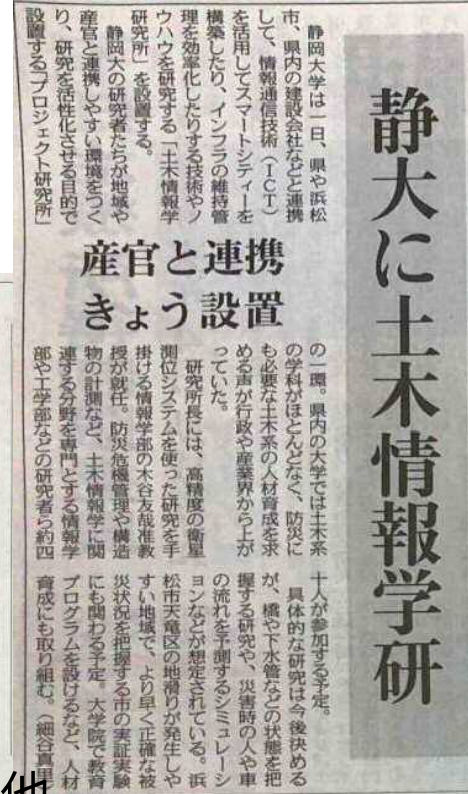 静大に土木情報学研
産官と連携
きょう設置
静岡大学は一日、県や浜松
市、県内の建設会社などと連携
して、情報通信技術（ＩＣＴ）
を活用してスマートシティーを
構築したり、インフラの維持管
理を効率化したりする技術やノ
ウハウを研究する「土木情報学
研究所」を設置する。
静岡大の研究者たちが地域や
産官と連携しやすい環境をつく
り、研究を活性化させる目的で
設置する「プロジェクト研究所」
の一環。県内の大学では土木系
の学科がほとんどなく、防災に
も必要な土木系の人材育成を求
める声が行政や産業界から上が
っていた。
研究所長には、高精度の衛星
測位システムを使った研究を手
掛ける情報学部の木谷友哉准教
授が就任。防災危機管理や構造
物の計測など、土木情報学に関
連する分野を専門とする情報学
部や工学部などの研究者ら約四
十人が参加する予定。
具体的な研究は今後決める
が、橋や下水管などの状態を把
握する研究や、災害時の人や車
の流れを予測するシミュレーシ
ョンなどが想定されている。浜
松市天竜区の地滑りが発生しや
すい地域で、より早く正確な被
災状況を把握する市の実証実験
にも関わる予定。大学院で教育
プログラムを設けるなど、人材
育成にも取り組む。（細谷真里
他